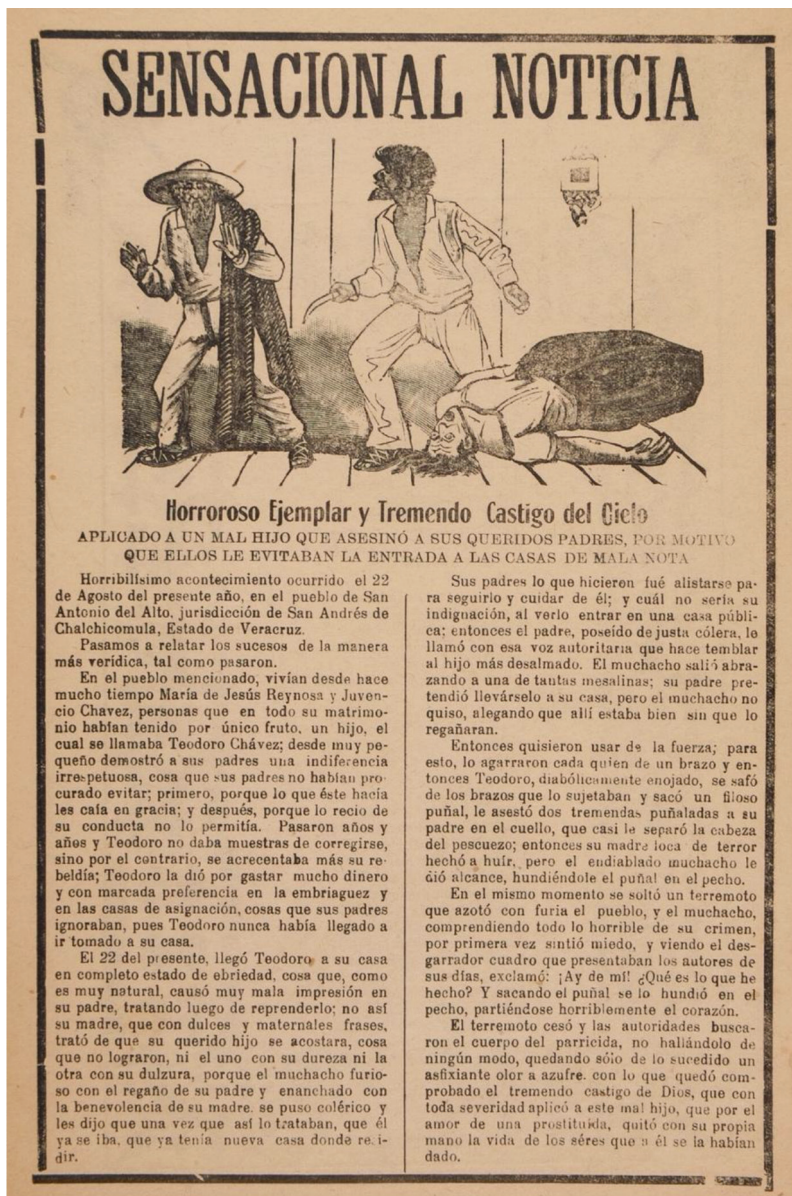 SENSACIONAL NOTICIA
Horroroso Ejemplar y Tremendo Castigo del Cielo
APLICADO A UN MAL HIJO QUE ASESINÓ A SUS QUERIDOS PADRES, POR MOTIVO
QUE ELLOS LE EVITABAN LA ENTRADA A LAS CASAS DE MALA NOTA
Horribilísimo acontecimiento ocurrido el 22
de Agosto del presente año, en el pueblo de San
Antonio del Alto, jurisdicción de San Andrés de
Chalchicomula, Estado de Veracruz.
Pasamos a relatar los sucesos de la manera
más verídica, tal como pasaron.
En el pueblo mencionado, vivían desde hace
mucho tiempo María de Jesús Reynosa y Juven-
cio Chavez, personas que en todo su matrimo-
nio habían tenido por único fruto, un hijo, el
cual se llamaba Teodoro Chávez; desde muy pe-
queño demostró a sus padres una indiferencia
irrespetuosa, cosa que sus padres no habían pro-
curado evitar; primero, porque lo que éste hacía
les caía en gracia; y después, porque lo recio de
su conducta no lo permitía. Pasaron años y
años y Teodoro no daba muestras de corregirse,
sino por el contrario, se acrecentaba más su re-
beldía; Teodoro la dió por gastar mucho dinero
y con marcada preferencia en la embriaguez y
en las casas de asignación, cosas que sus padres
ignoraban, pues Teodoro nunca había llegado a
ir tomado a su casa.
El 22 del presente, llegó Teodoro a su casa
en completo estado de ebriedad, cosa que, como
es muy natural, causó muy mala impresión en
su padre, tratando luego de reprenderlo; no así
su madre, que con dulces y maternales frases,
trató de que su querido hijo se acostara, cosa
que no lograron, ni el uno con su dureza ni la
otra con su dulzura, porque el muchacho furio-
so con el regaño de su padre y enanchado con
la benevolencia de su madre. se puso colérico y
les dijo que una vez que así lo trataban, que él
ya se iba, que ya tenía nueva casa donde resi-
dir.
Sus padres lo que hicieron fué alistarse pa-
ra seguirlo y cuidar de él; y cuál no sería su
indignación, al verlo entrar en una casa públi-
ca; entonces el padre, poseído de justa cólera, lo
llamó con esa voz autoritaria que hace temblar
al hijo más desalmado. El muchacho salió abra-
zando a una de tantas mesalinas; su padre pre-
tendió llevárselo a su casa, pero el muchacho no
quiso, alegando que allí estaba bien sin que lo
regañaran.
Entonces quisieron usar de la fuerza; para
esto, lo agarraron cada quien de un brazo y en-
tonces Teodoro, diabólicamente enojado, se safó
de los brazos que lo sujetaban y sacó un filoso
puñal, le asestó dos tremendas puñaladas a su
padre en el cuello, que casi le separó la cabeza
del pescuezo; entonces su madre loca de terror
hechó a huír, pero el endiablado muchacho le
dió alcance, hundiéndole el puñal en el pecho.
En el mismo momento se soltó un terremoto
que azotó con furia el pueblo, y el muchacho,
comprendiendo todo lo horrible de su crimen,
por primera vez sintió miedo, y viendo el des-
garrador cuadro que presentaban los autores de
sus días, exclamó: ¡Ay de mí! ¿Qué es lo que he
hecho? Y sacando el puñal se lo hundió en el
pecho, partiéndose horriblemente el corazón.
El terremoto cesó y las autoridades busca-
ron el cuerpo del parricida, no hallándolo de
ningún modo, quedando sólo de lo sucedido un
asfixiante olor a azufre. con lo que quedó com-
probado el tremendo castigo de Dios, que con
toda severidad aplicó a este mal hijo, que por el
amor de una prostituída, quitó con su propia
mano la vida de los séres que a él se la habían
dado.